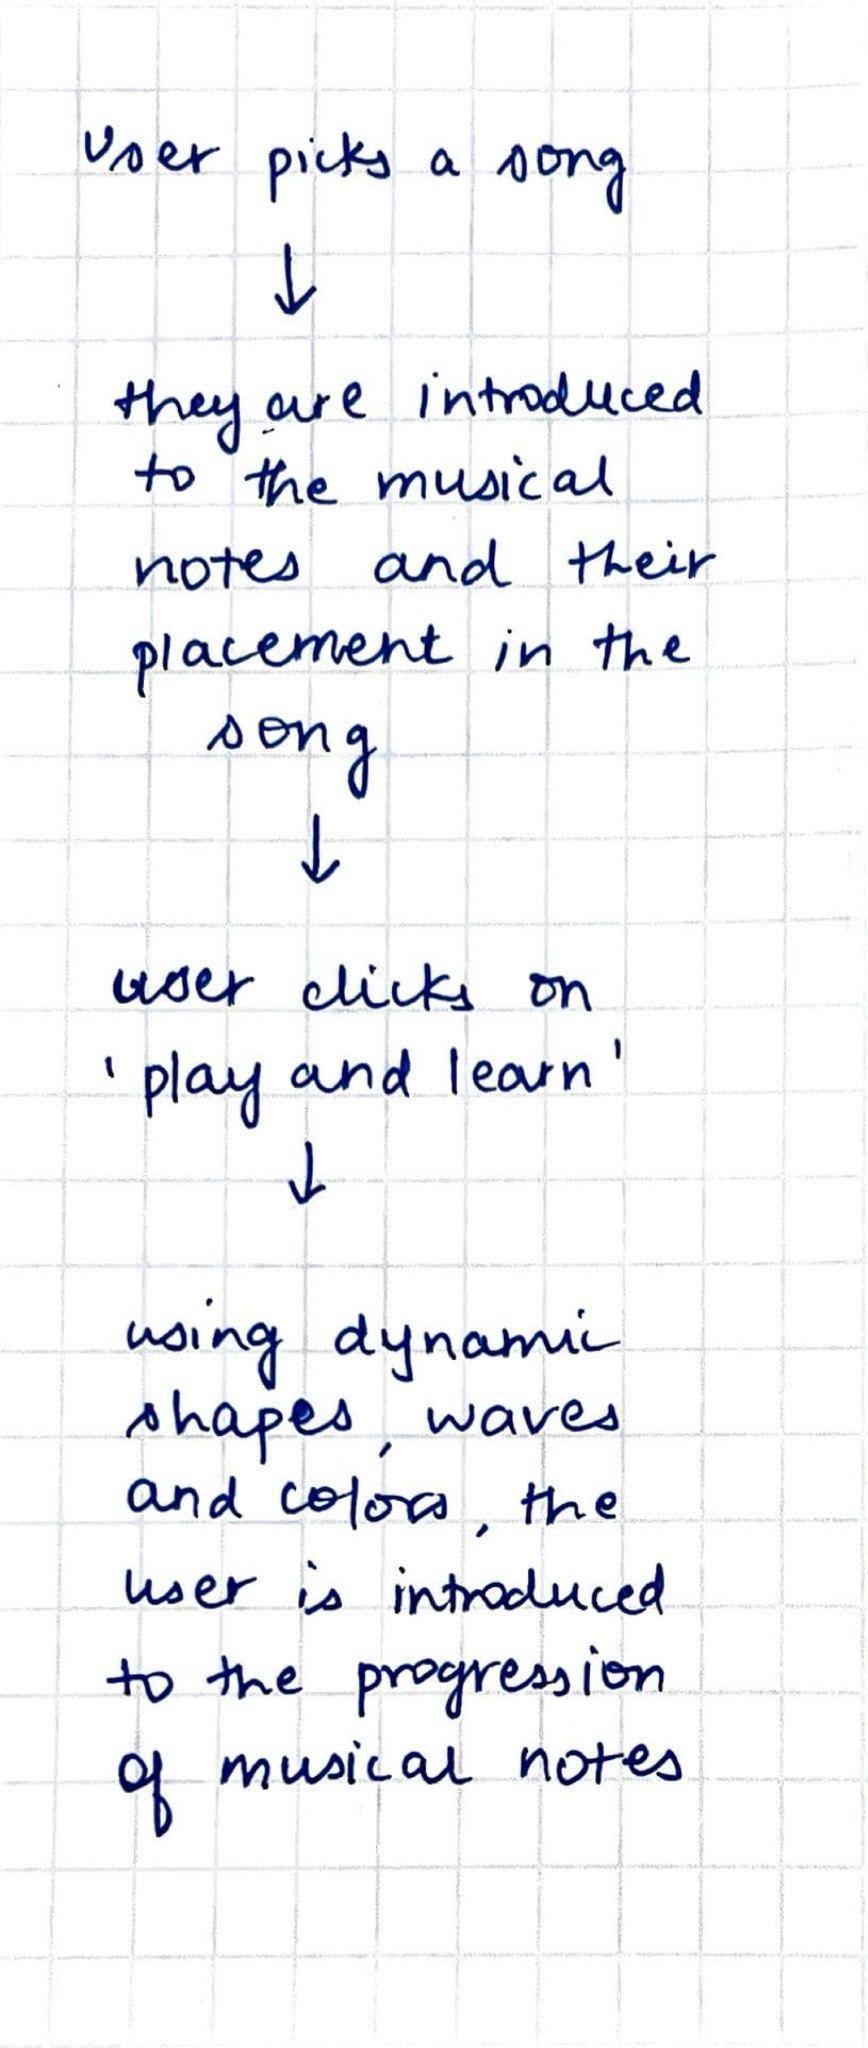 user picks a song
↓
they are introduced
to the musical
notes and their
placement in the
song
↓
user clicks on
'play and learn'
↓
using dynamic
shapes, waves
and colors, the
user is introduced
to the progression
of musical notes